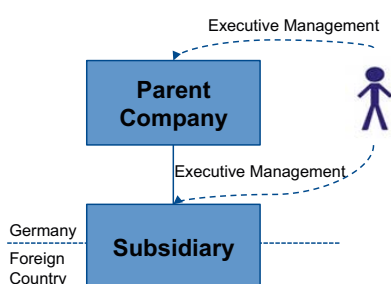 Executive Management
Parent
Company
Executive Management
Germany
Subsidiary
Foreign
Country